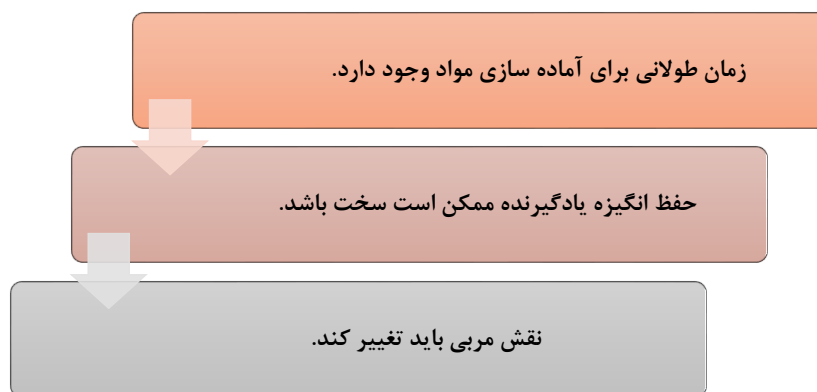 زمان طولانی برای آماده سازی مواد وجود دارد.
حفظ انگیزه یادگیرنده ممکن است سخت باشد.
نقش مربی باید تغییر کند.